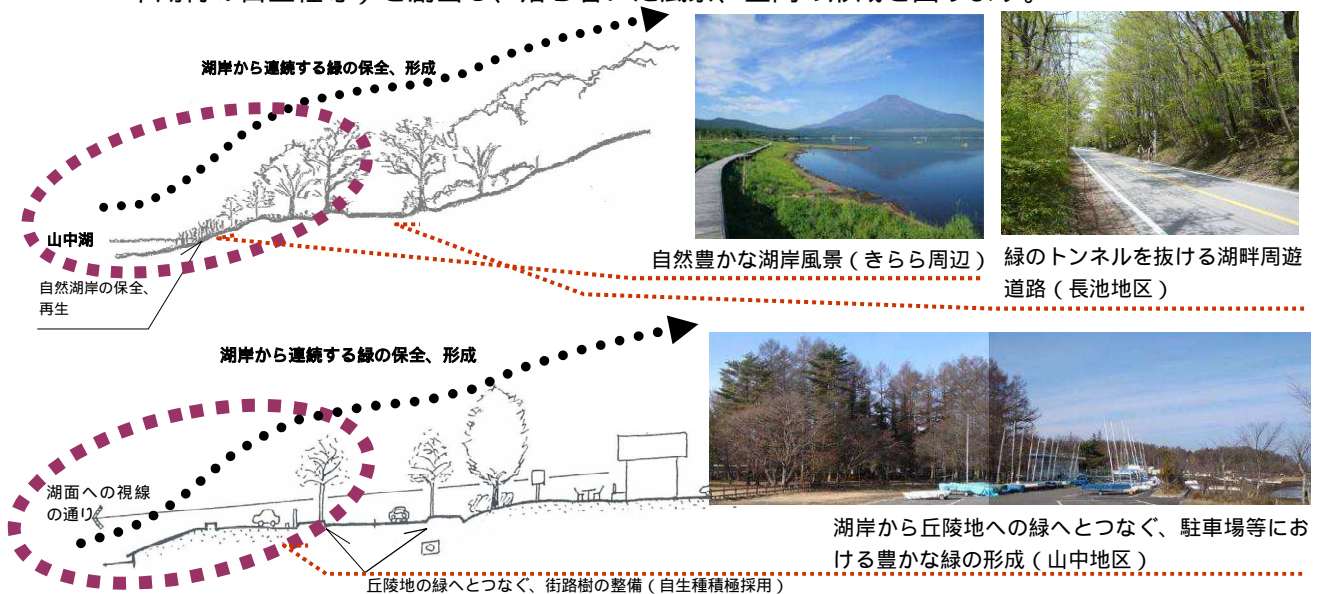 湖岸から連続する緑の保全、形成
山中湖
自然湖岸の保全、
再生
自然豊かな湖岸風景（きらら周辺）
緑のトンネルを抜ける湖畔周遊
道路（長池地区）
湖岸から連続する緑の保全、形成
湖面への視線
の通り
湖岸から丘陵地への緑へとつなぐ、駐車場等にお
ける豊かな緑の形成（山中地区）
丘陵地の緑へとつなぐ、街路樹の整備（自生種積極採用）